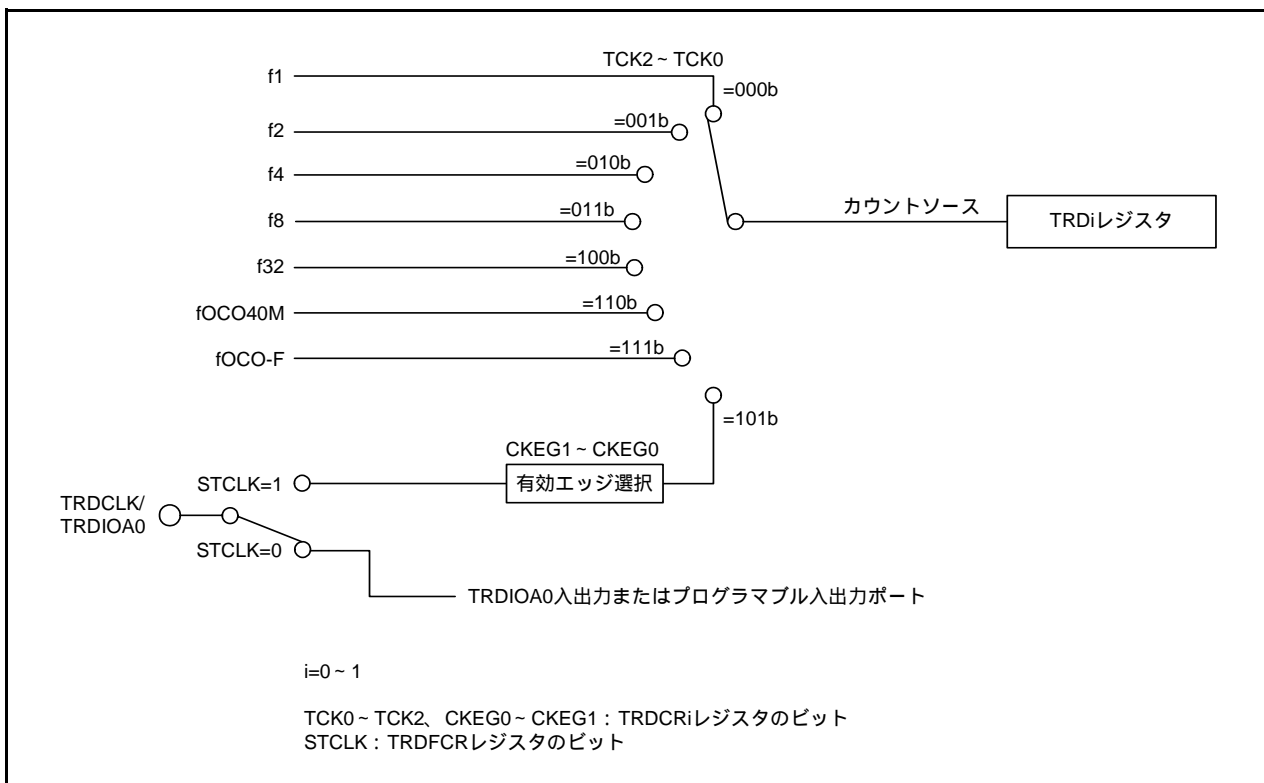 TCK2 ~ TCK0
f1
=000b
f2
=001b
f4
=010b
f8
=011b
カウントソース
TRDiレジスタ
f32
=100b
fOCO40M
=110b
fOCO-F
=111b
=101b
CKEG1 ~ CKEG0
STCLK=1
有効エッジ選択
TRDCLK/
TRDIOA0
STCLK=0
TRDIOA0入出力またはプログラマブル入出力ポート
i=0 ~ 1
TCK0 ~ TCK2、CKEG0 ~ CKEG1 : TRDCRiレジスタのビット
STCLK : TRDFCRレジスタのビット